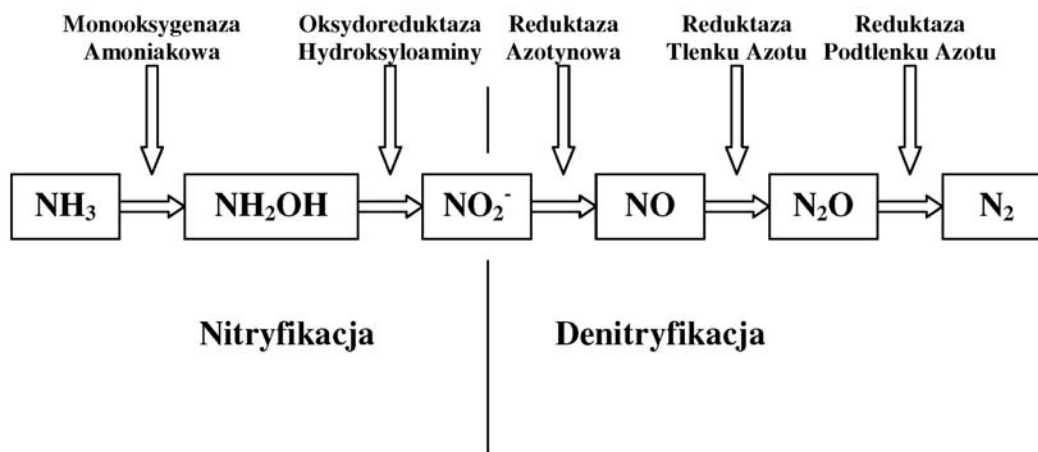 Monooksygenaza
Amoniakowa
Oksydoreduktaza
Hydroksyloaminy
Reduktaza
Azotynowa
Reduktaza
Tlenku Azotu
Reduktaza
Podtlenku Azotu
NH₃
NH₂OH
NO₂⁻
NO
N₂O
N₂
Nitryfikacja
Denitryfikacja